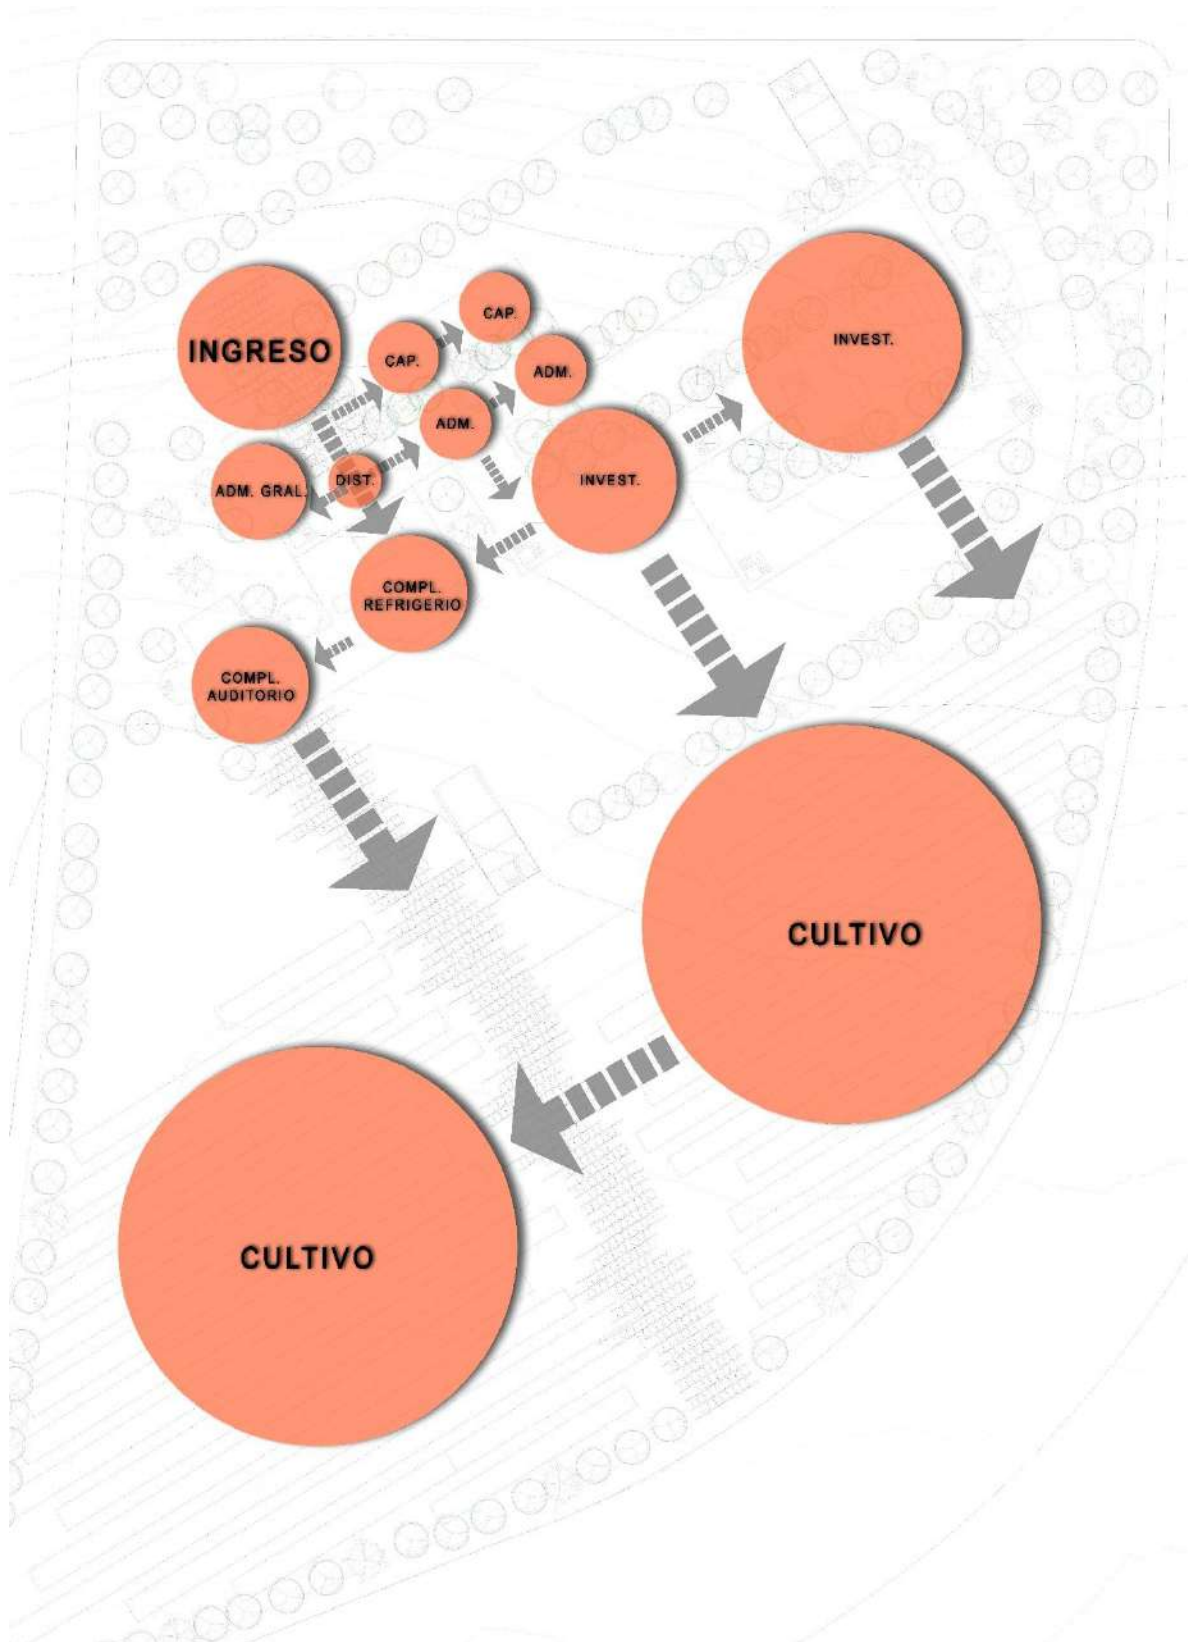 CAP.
INVEST.
INGRESO
CAP.
ADM.
ADM.
INVEST.
DIST.
ADM. GRAL.
COMPL.
REFRIGERIO
COMPL.
AUDITORIO
CULTIVO
CULTIVO